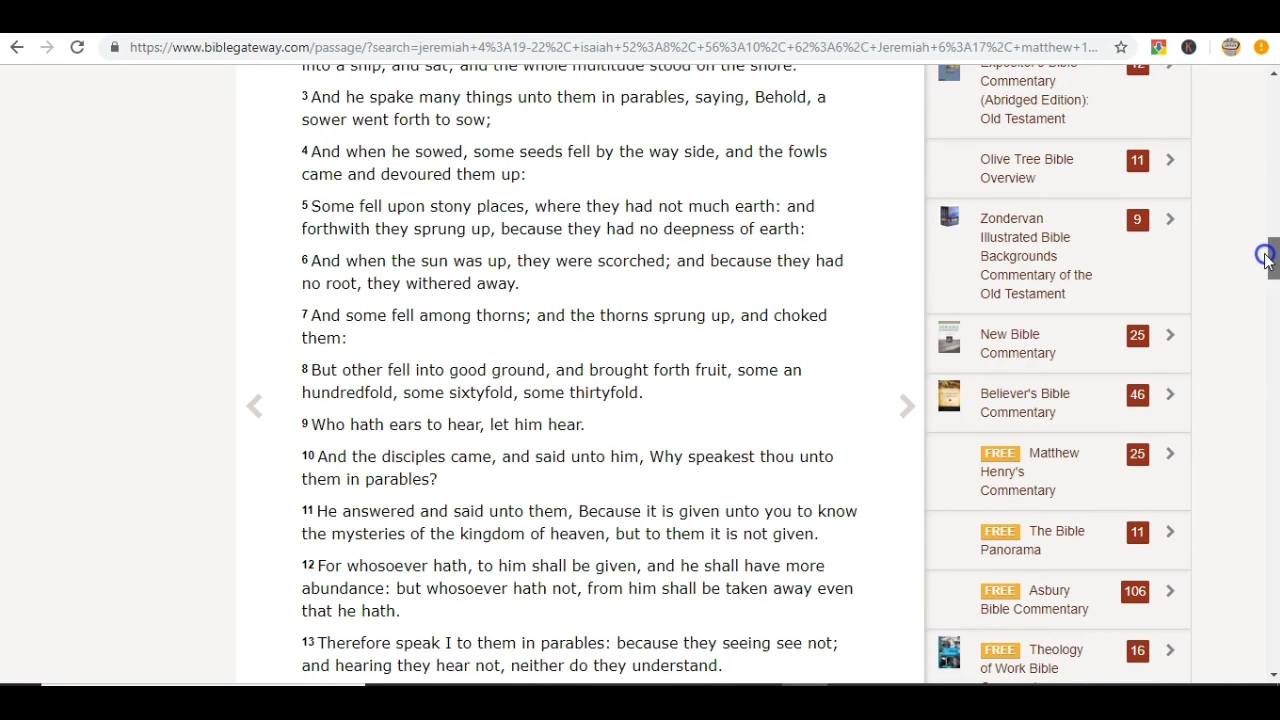 https://www.biblegateway.com/passage/?search=jeremiah+4%3A19-22%2C+isaiah+52%3A8%2C+56%3A10%2C+62%3A6%2C+Jeremiah+6%3A17%2C+matthew+1...
into a ship, and sat; and the whole multitude stood on the shore.
3 And he spake many things unto them in parables, saying, Behold, a
sower went forth to sow;
4 And when he sowed, some seeds fell by the way side, and the fowls
came and devoured them up:
5 Some fell upon stony places, where they had not much earth: and
forthwith they sprung up, because they had no deepness of earth:
6 And when the sun was up, they were scorched; and because they had
no root, they withered away.
7 And some fell among thorns; and the thorns sprung up, and choked
them:
8 But other fell into good ground, and brought forth fruit, some an
hundredfold, some sixtyfold, some thirtyfold.
9 Who hath ears to hear, let him hear.
10 And the disciples came, and said unto him, Why speakest thou unto
them in parables?
11 He answered and said unto them, Because it is given unto you to know
the mysteries of the kingdom of heaven, but to them it is not given.
12 For whosoever hath, to him shall be given, and he shall have more
abundance: but whosoever hath not, from him shall be taken away even
that he hath.
13 Therefore speak I to them in parables: because they seeing see not;
and hearing they hear not, neither do they understand.
Expositor's Bible 12
Commentary
(Abridged Edition):
Old Testament
Olive Tree Bible 11
Overview
Zondervan 9
Illustrated Bible
Backgrounds
Commentary of the
Old Testament
New Bible 25
Commentary
Believer's Bible 46
Commentary
FREE Matthew 25
Henry's
Commentary
FREE The Bible 11
Panorama
FREE Asbury 106
Bible Commentary
FREE Theology 16
of Work Bible